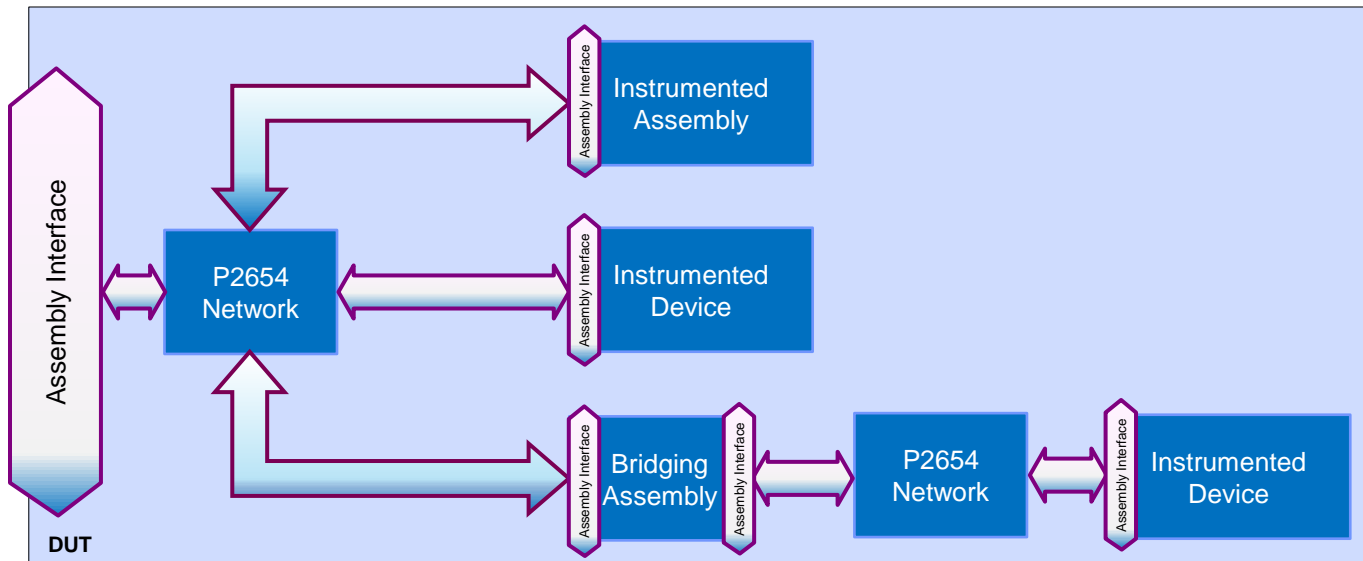 Assembly Interface
P2654
Network
Assembly Interface
Instrumented
Assembly
Assembly Interface
Instrumented
Device
Assembly Interface
Bridging
Assembly
Assembly Interface
P2654
Network
Assembly Interface
Instrumented
Device
DUT